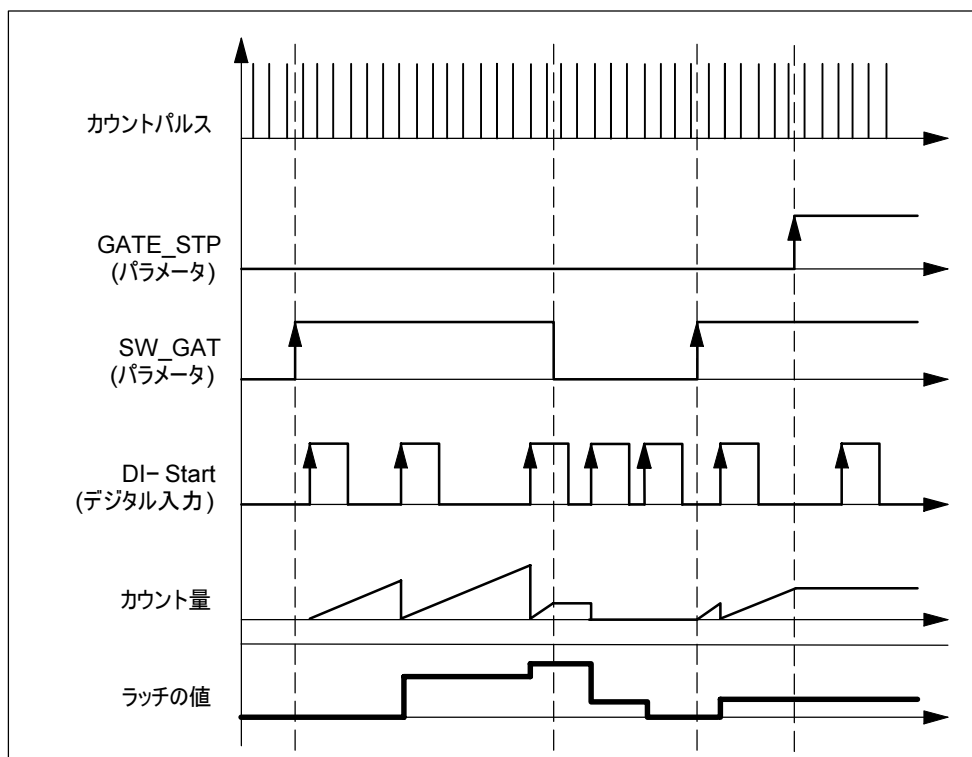 カウントパルス
GATE_STP
(パラメータ)
SW_GAT
(パラメータ)
DI− Start
(デジタル入力)
カウント量
ラッチの値